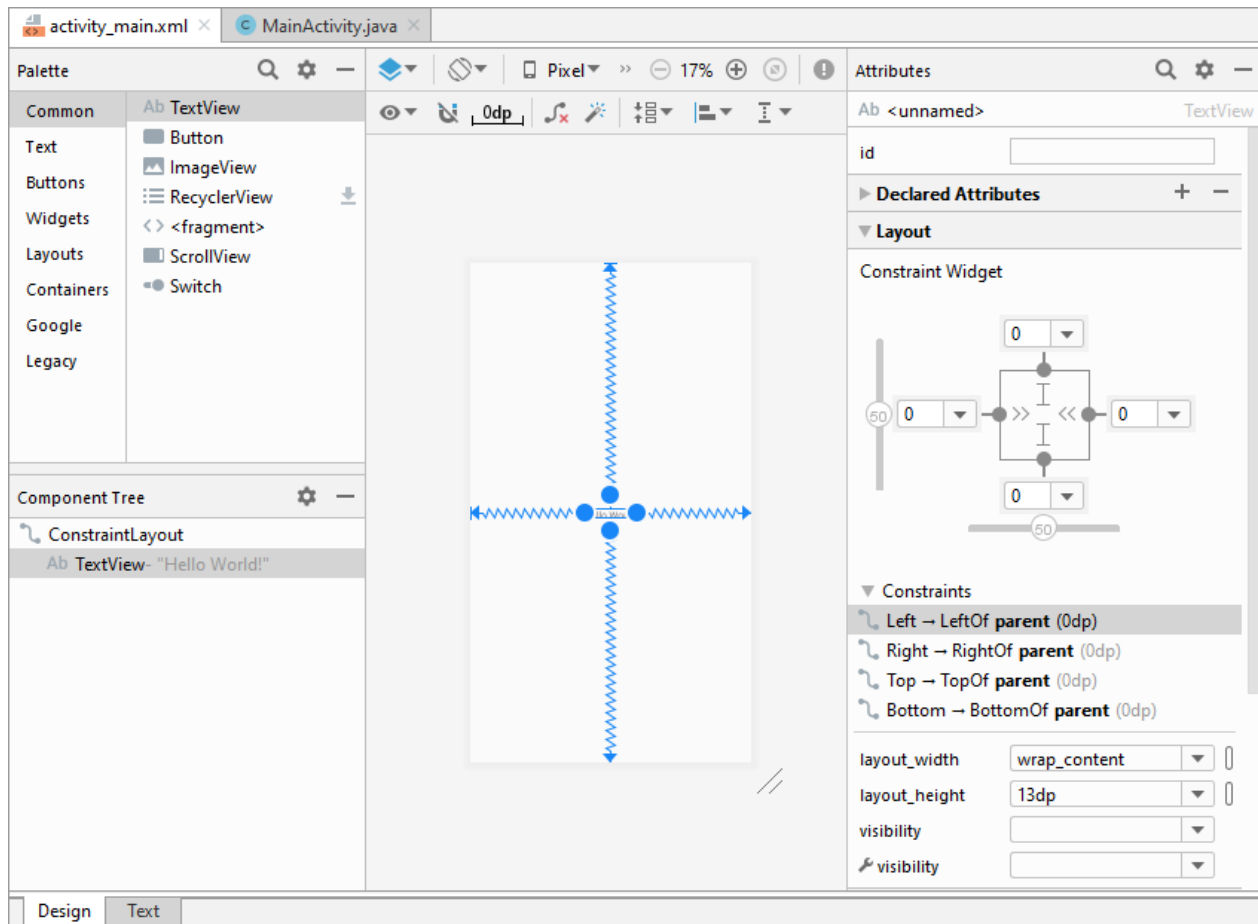 activity_main.xml
MainActivity.java
Palette
Common
Text
Buttons
Widgets
Layouts
Containers
Google
Legacy
Ab TextView
Button
ImageView
RecyclerView
<fragment>
ScrollView
Switch
Component Tree
ConstraintLayout
Ab TextView- "Hello World!"
Pixel 17%
0dp
Attributes
Ab <unnamed> TextView
id
Declared Attributes
Layout
Constraint Widget
0
50 0 0
0
50
Constraints
Left → LeftOf parent (0dp)
Right → RightOf parent (0dp)
Top → TopOf parent (0dp)
Bottom → BottomOf parent (0dp)
layout_width wrap_content
layout_height 13dp
visibility
visibility
Design Text